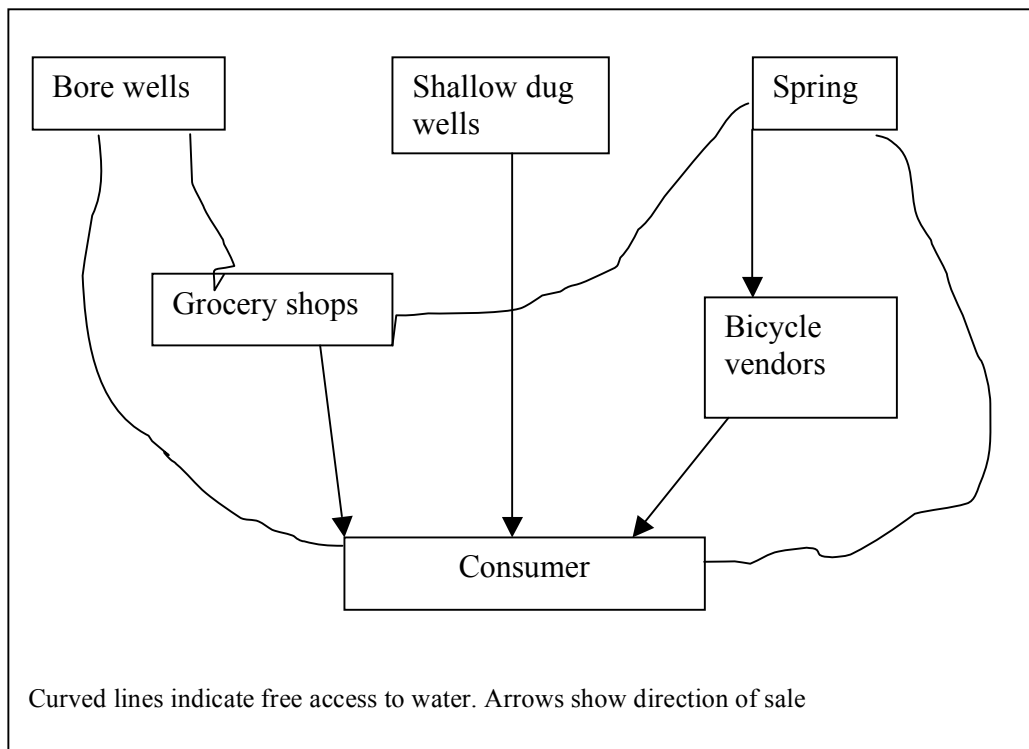 Bore wells
Shallow dug
wells
Spring
Grocery shops
Bicycle
vendors
Consumer
Curved lines indicate free access to water. Arrows show direction of sale